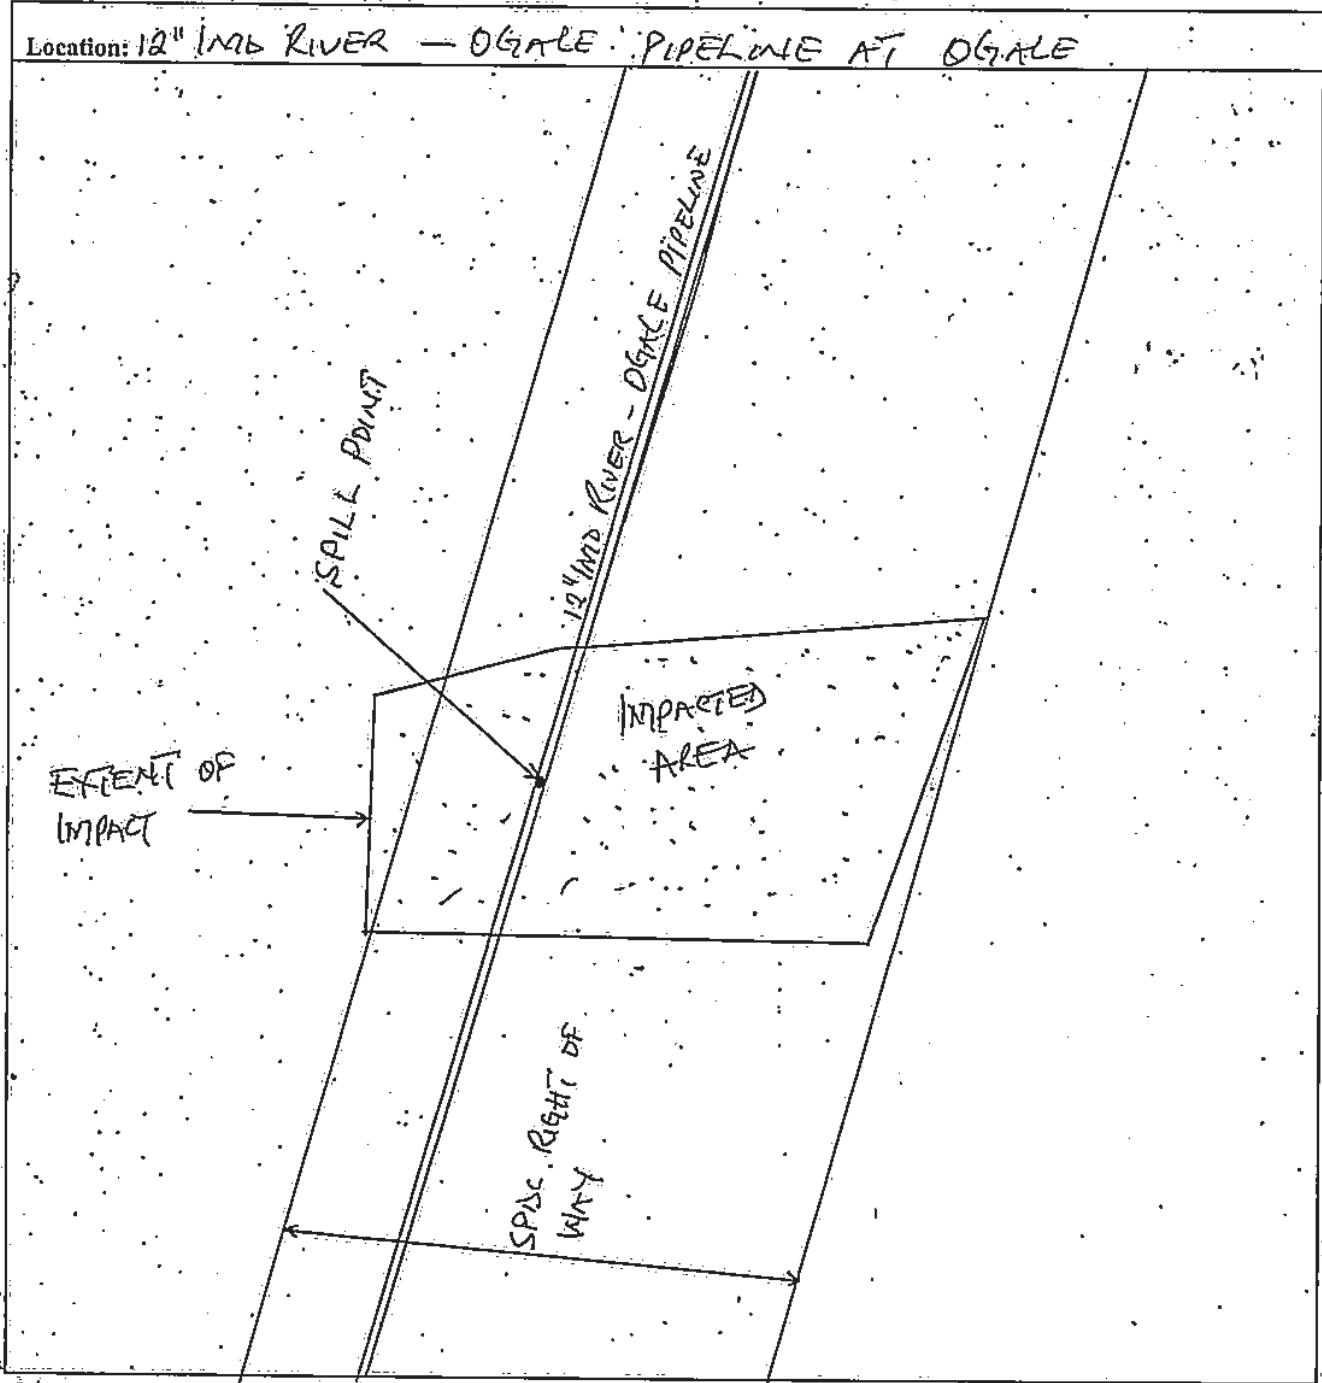 Location: 12" IMO RIVER — OGALE PIPELINE AT OGALE
12" IMO RIVER - OGALE PIPELINE
SPILL POINT
IMPACTED
AREA
EXTENT OF
IMPACT
SPDC RIGHT OF
WAY